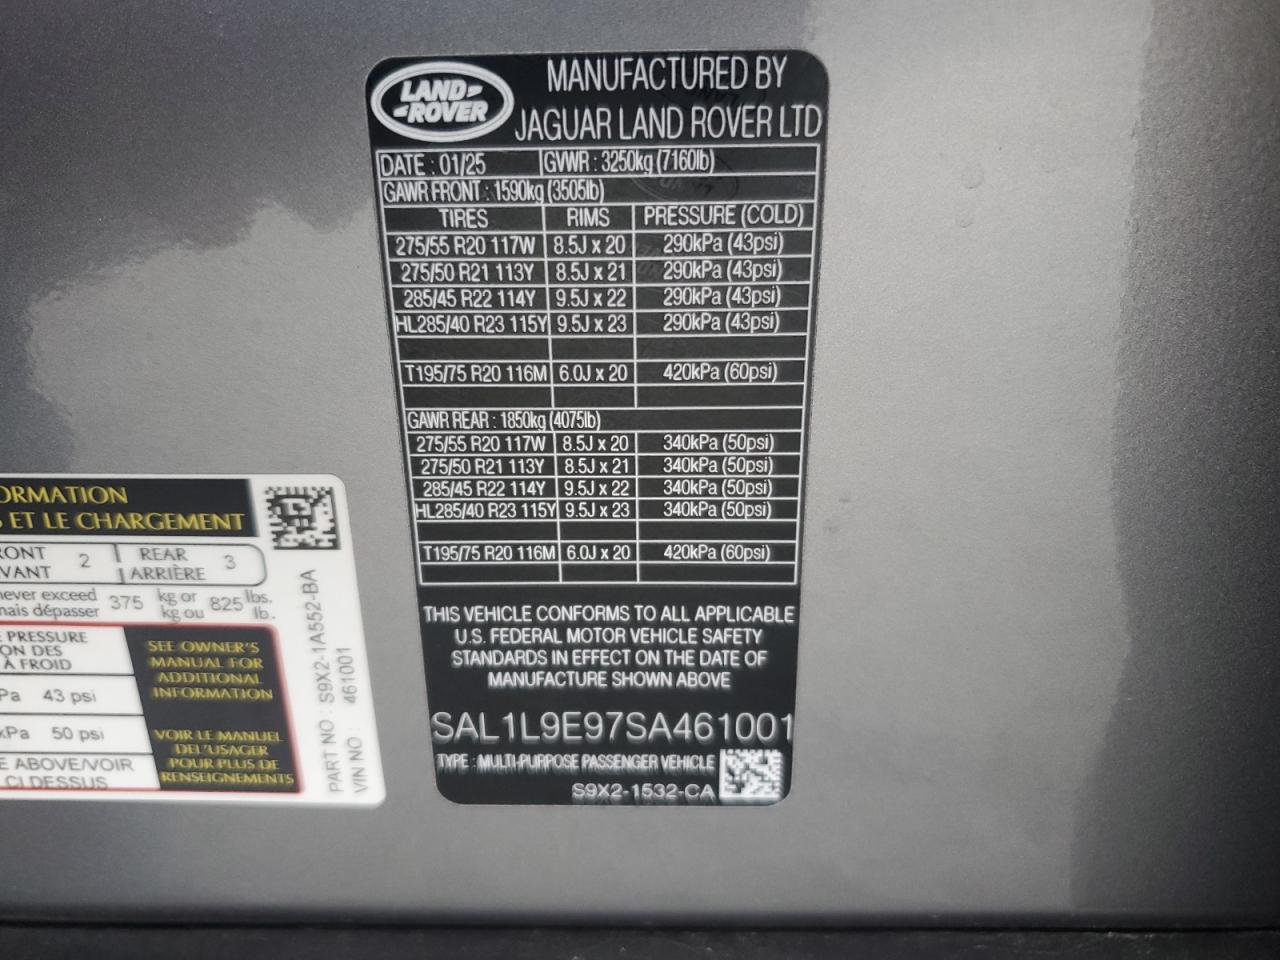 LAND-
-ROVER
MANUFACTURED BY
JAGUAR LAND ROVER LTD
DATE : 01/25 GVWR : 3250kg (7160lb)
GAWR FRONT : 1590kg (3505lb)
TIRES RIMS PRESSURE (COLD)
275/55 R20 117W 8.5J x 20 290kPa (43psi)
275/50 R21 113Y 8.5J x 21 290kPa (43psi)
285/45 R22 114Y 9.5J x 22 290kPa (43psi)
HL285/40 R23 115Y 9.5J x 23 290kPa (43psi)
T195/75 R20 116M 6.0J x 20 420kPa (60psi)
GAWR REAR : 1850kg (4075lb)
275/55 R20 117W 8.5J x 20 340kPa (50psi)
275/50 R21 113Y 8.5J x 21 340kPa (50psi)
285/45 R22 114Y 9.5J x 22 340kPa (50psi)
HL285/40 R23 115Y 9.5J x 23 340kPa (50psi)
T195/75 R20 116M 6.0J x 20 420kPa (60psi)
THIS VEHICLE CONFORMS TO ALL APPLICABLE
U.S. FEDERAL MOTOR VEHICLE SAFETY
STANDARDS IN EFFECT ON THE DATE OF
MANUFACTURE SHOWN ABOVE
SAL1L9E97SA461001
TYPE : MULTI-PURPOSE PASSENGER VEHICLE
S9X2-1532-CA
ORMATION
S ET LE CHARGEMENT
RONT 2 REAR 3
VANT ARRIÈRE
never exceed 375 kg or 825 lbs.
mais dépasser kg ou lb.
E PRESSURE
ON DES
À FROID
Pa 43 psi
kPa 50 psi
E ABOVE/VOIR
CI DESSUS
SEE OWNER'S
MANUAL FOR
ADDITIONAL
INFORMATION
VOIR LE MANUEL
DE L'USAGER
POUR PLUS DE
RENSEIGNEMENTS
PART NO : S9X2-1A552-BA
VIN NO : 461001